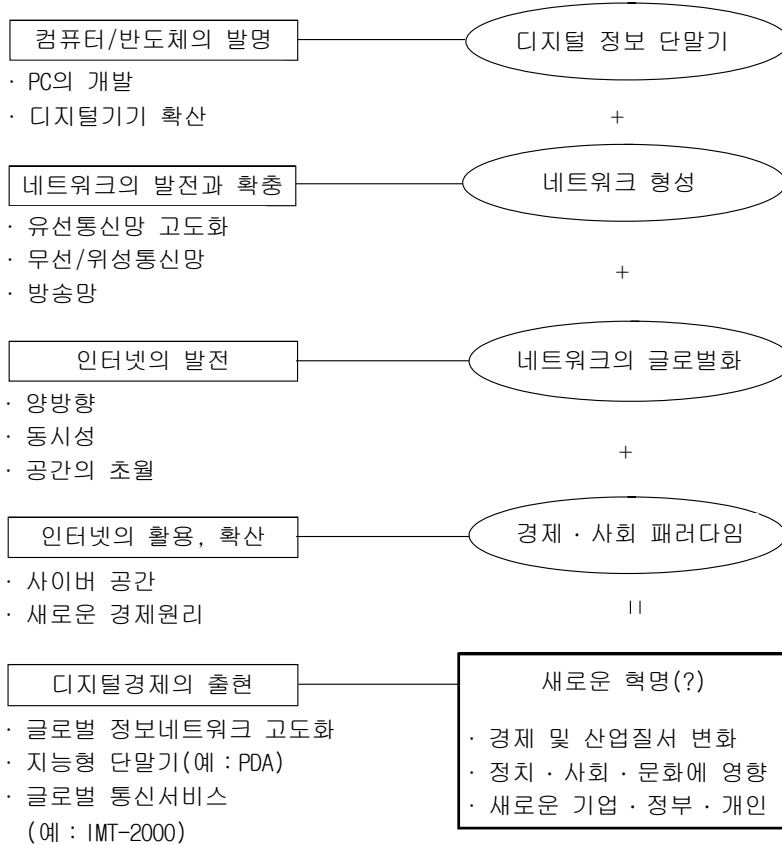 컴퓨터/반도체의 발명
디지털 정보 단말기
· PC의 개발
· 디지털기기 확산
+
네트워크의 발전과 확충
네트워크 형성
· 유선통신망 고도화
· 무선/위성통신망
· 방송망
+
인터넷의 발전
네트워크의 글로벌화
· 양방향
· 동시성
· 공간의 초월
+
인터넷의 활용, 확산
경제 · 사회 패러다임
· 사이버 공간
· 새로운 경제원리
=
디지털경제의 출현
· 글로벌 정보네트워크 고도화
· 지능형 단말기(예 : PDA)
· 글로벌 통신서비스
(예 : IMT-2000)
새로운 혁명(?)
· 경제 및 산업질서 변화
· 정치 · 사회 · 문화에 영향
· 새로운 기업 · 정부 · 개인